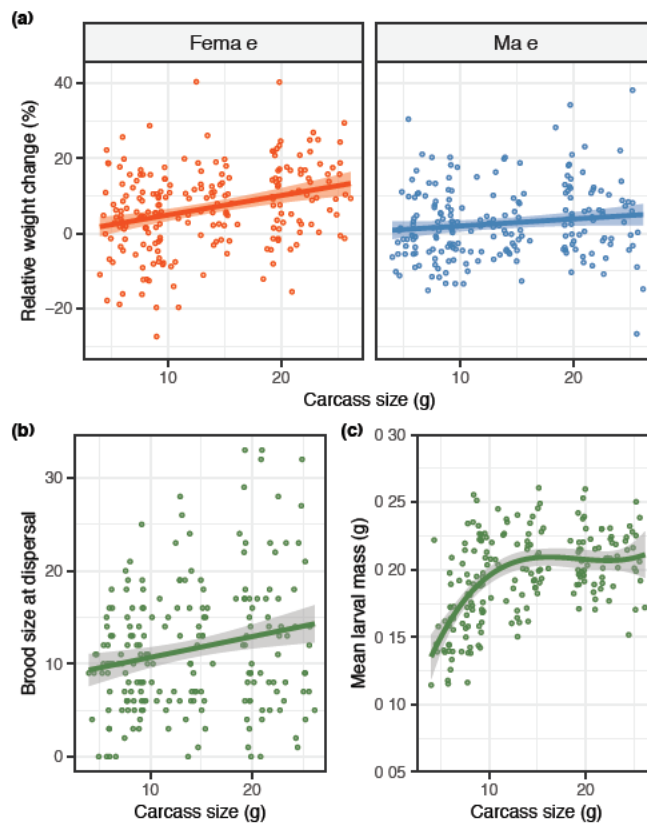 (a)
Fema e
Ma e
40
20
0
−20
Relative weight change (%)
10
20
10
20
Carcass size (g)
(b)
(c)
30
20
10
0
Brood size at dispersal
10
20
Carcass size (g)
0 30
0 25
0 20
0 15
0 10
0 05
Mean larval mass (g)
10
20
Carcass size (g)